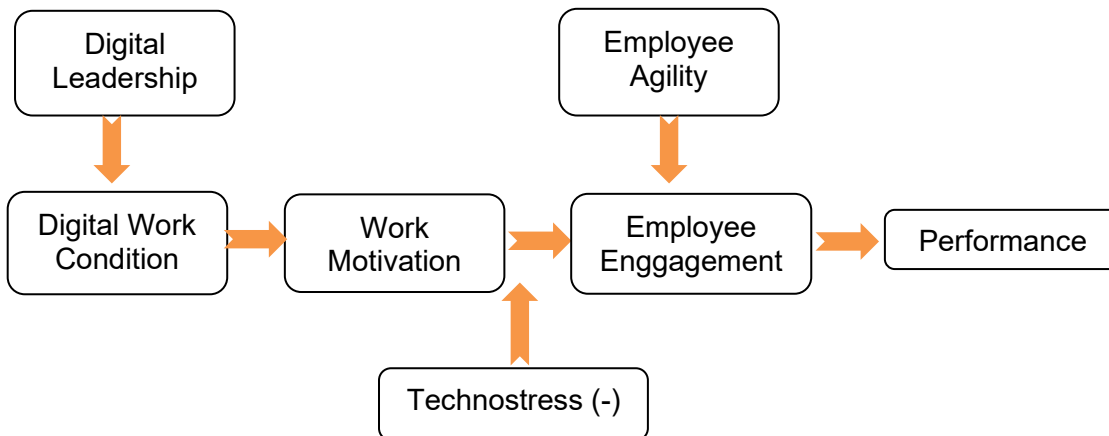 Digital
Leadership
Employee
Agility
Digital Work
Condition
Work
Motivation
Employee
Enggagement
Performance
Technostress (-)